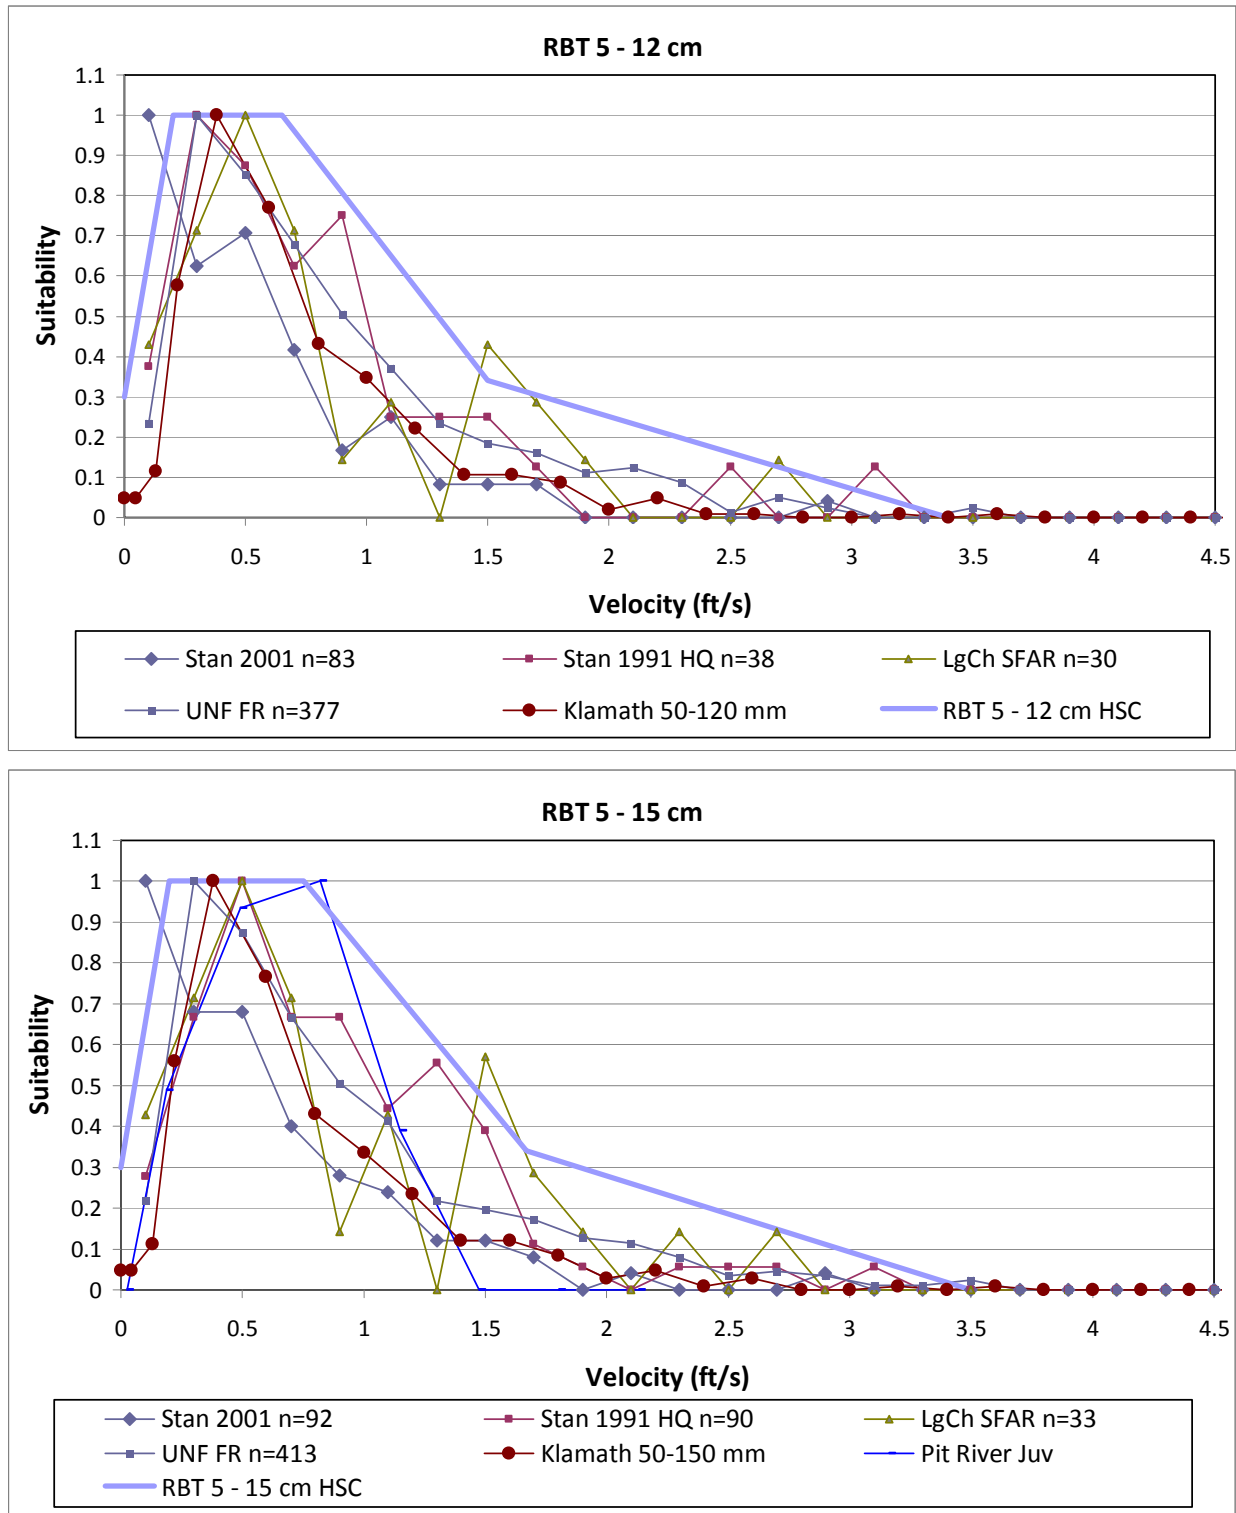 RBT 5 - 12 cm
1.1
1
0.9
0.8
0.7
0.6
0.5
0.4
0.3
0.2
0.1
0
Suitability
0 0.5 1 1.5 2 2.5 3 3.5 4 4.5
Velocity (ft/s)
Stan 2001 n=83 Stan 1991 HQ n=38 LgCh SFAR n=30
UNF FR n=377 Klamath 50-120 mm RBT 5 - 12 cm HSC
RBT 5 - 15 cm
1.1
1
0.9
0.8
0.7
0.6
0.5
0.4
0.3
0.2
0.1
0
Suitability
0 0.5 1 1.5 2 2.5 3 3.5 4 4.5
Velocity (ft/s)
Stan 2001 n=92 Stan 1991 HQ n=90 LgCh SFAR n=33
UNF FR n=413 Klamath 50-150 mm Pit River Juv
RBT 5 - 15 cm HSC